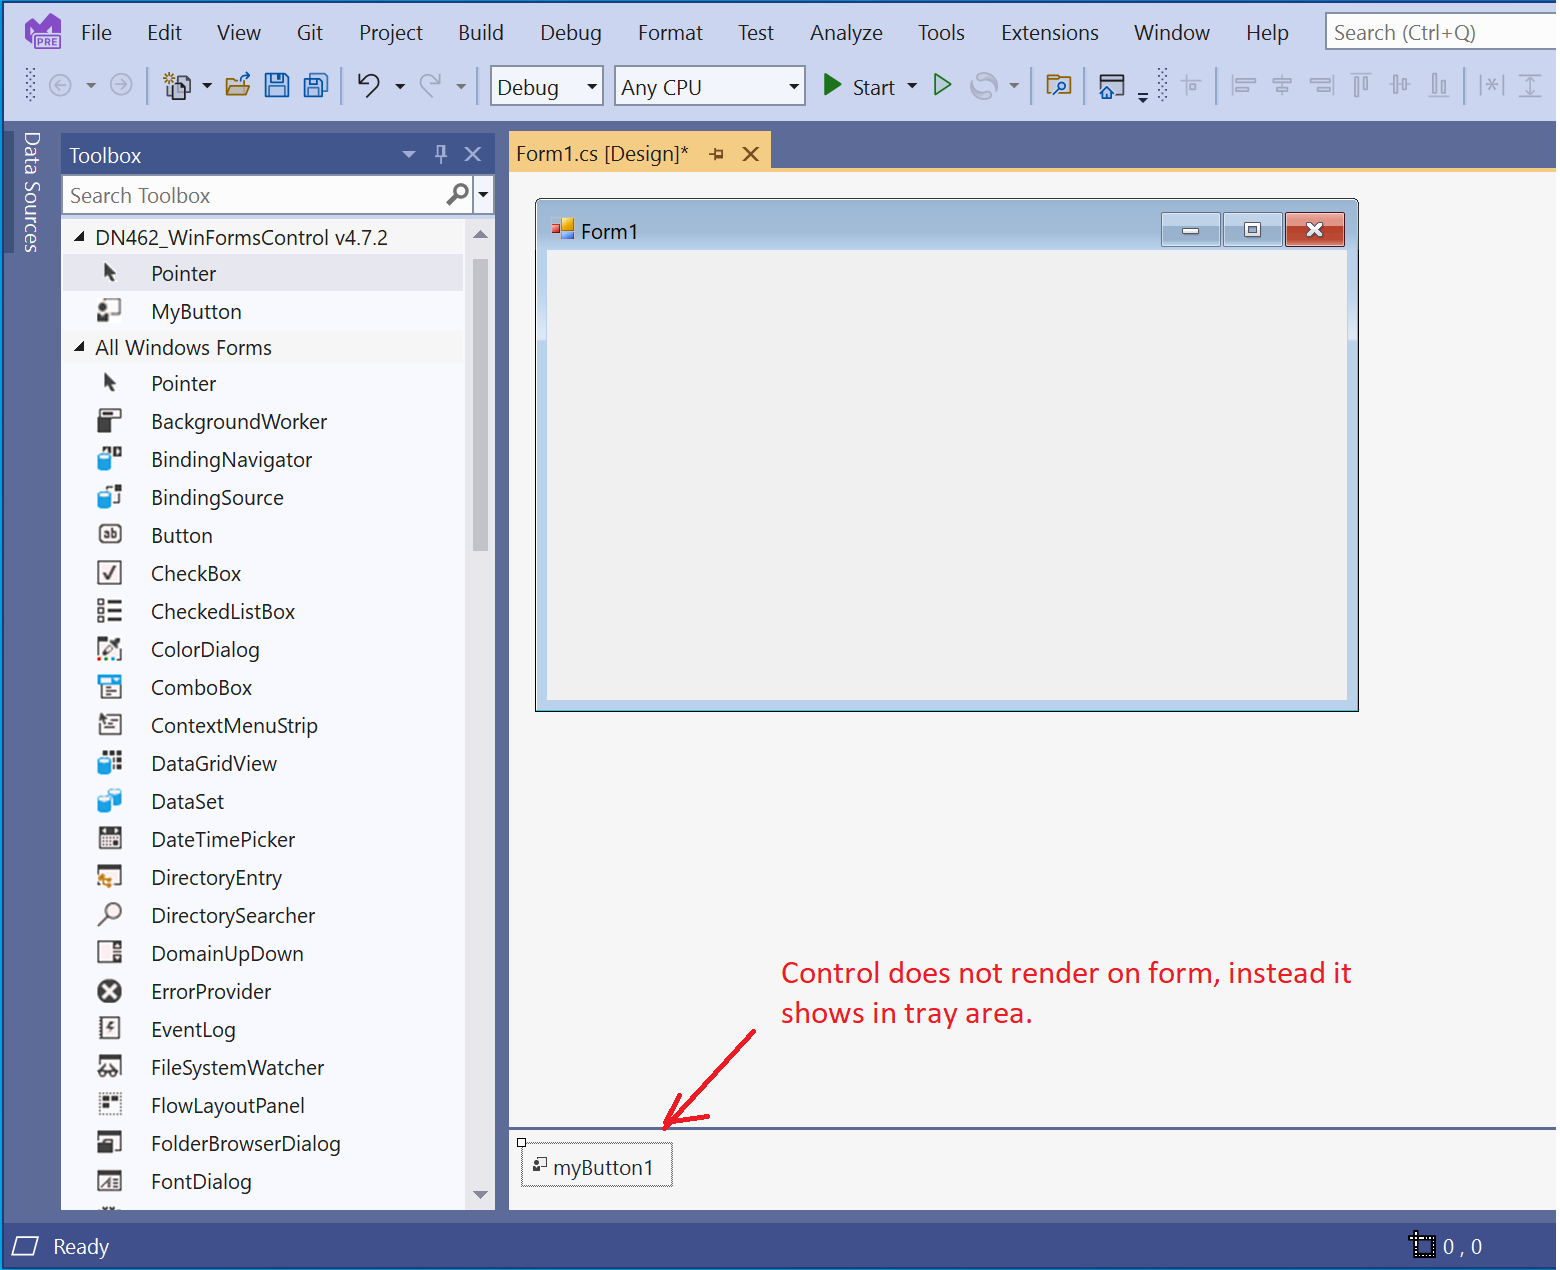 PRE
File Edit View Git Project Build Debug Format Test Analyze Tools Extensions Window Help Search (Ctrl+Q)
Debug Any CPU Start
Data Sources
Toolbox
Search Toolbox
DN462_WinFormsControl v4.7.2
Pointer
MyButton
All Windows Forms
Pointer
BackgroundWorker
BindingNavigator
BindingSource
ab Button
CheckBox
CheckedListBox
ColorDialog
ComboBox
ContextMenuStrip
DataGridView
DataSet
DateTimePicker
DirectoryEntry
DirectorySearcher
DomainUpDown
ErrorProvider
EventLog
FileSystemWatcher
FlowLayoutPanel
FolderBrowserDialog
FontDialog
Form1.cs [Design]*
Form1
Control does not render on form, instead it
shows in tray area.
myButton1
Ready
0 , 0